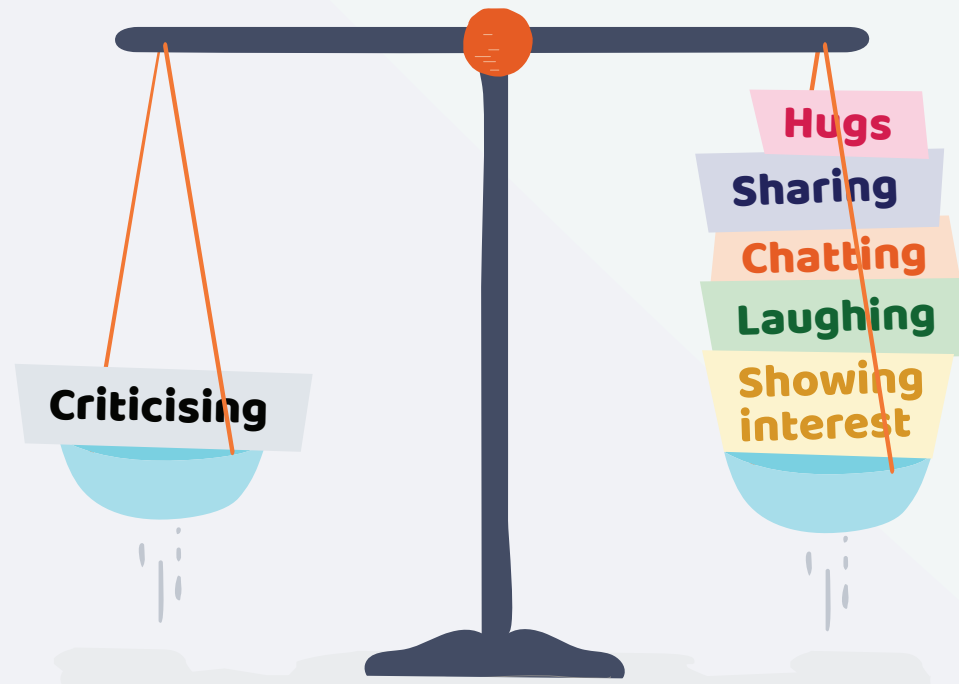 Criticising
Hugs
Sharing
Chatting
Laughing
Showing
interest